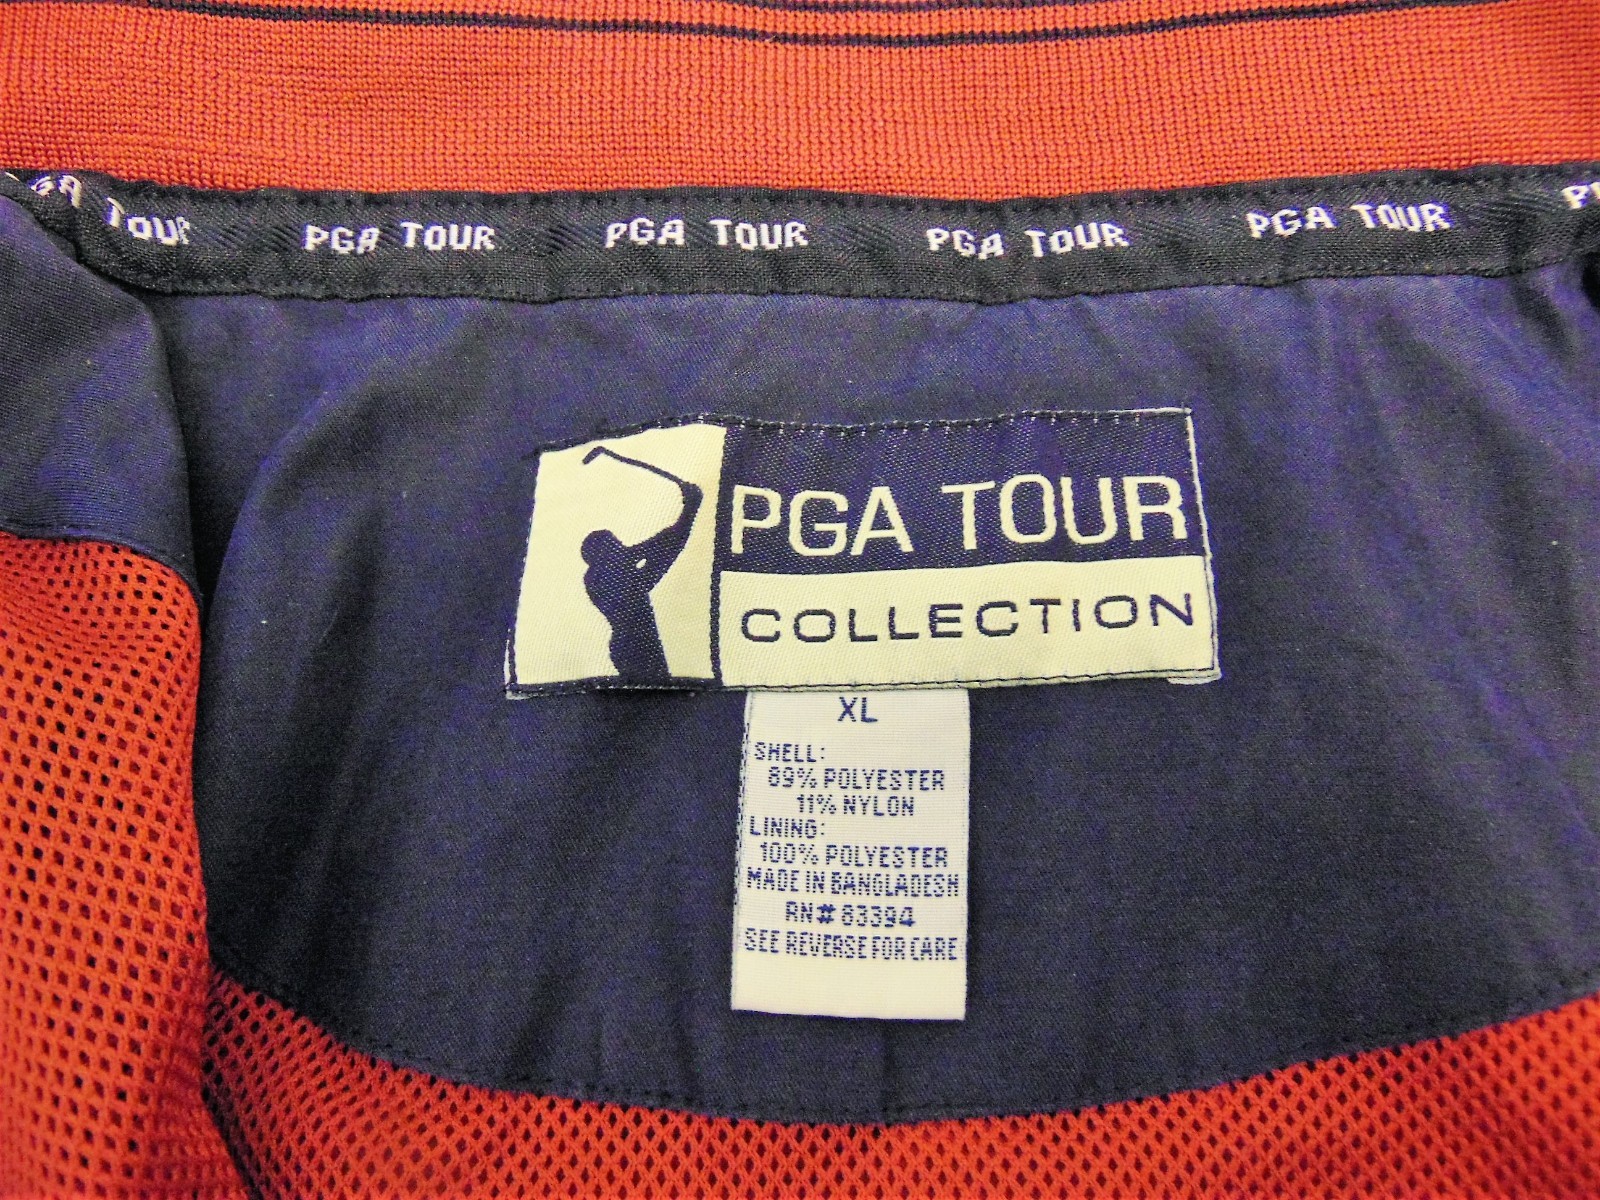 GA TOUR PGA TOUR PGA TOUR PGA TOUR PGA TOUR
PGA TOUR
COLLECTION
XL
SHELL:
89% POLYESTER
11% NYLON
LINING:
100% POLYESTER
MADE IN BANGLADESH
RN# 83394
SEE REVERSE FOR CARE